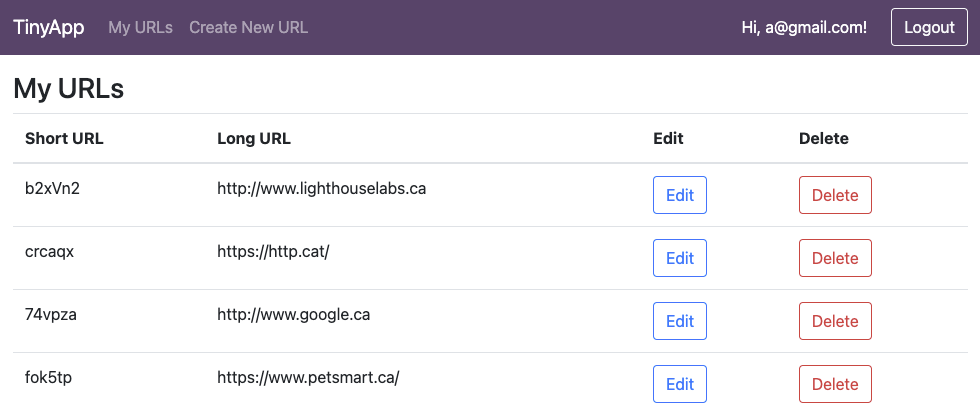 TinyApp My URLs Create New URL Hi, a@gmail.com! Logout
My URLs
Short URL Long URL Edit Delete
b2xVn2 http://www.lighthouselabs.ca Edit Delete
crcaqx https://http.cat/ Edit Delete
74vpza http://www.google.ca Edit Delete
fok5tp https://www.petsmart.ca/ Edit Delete